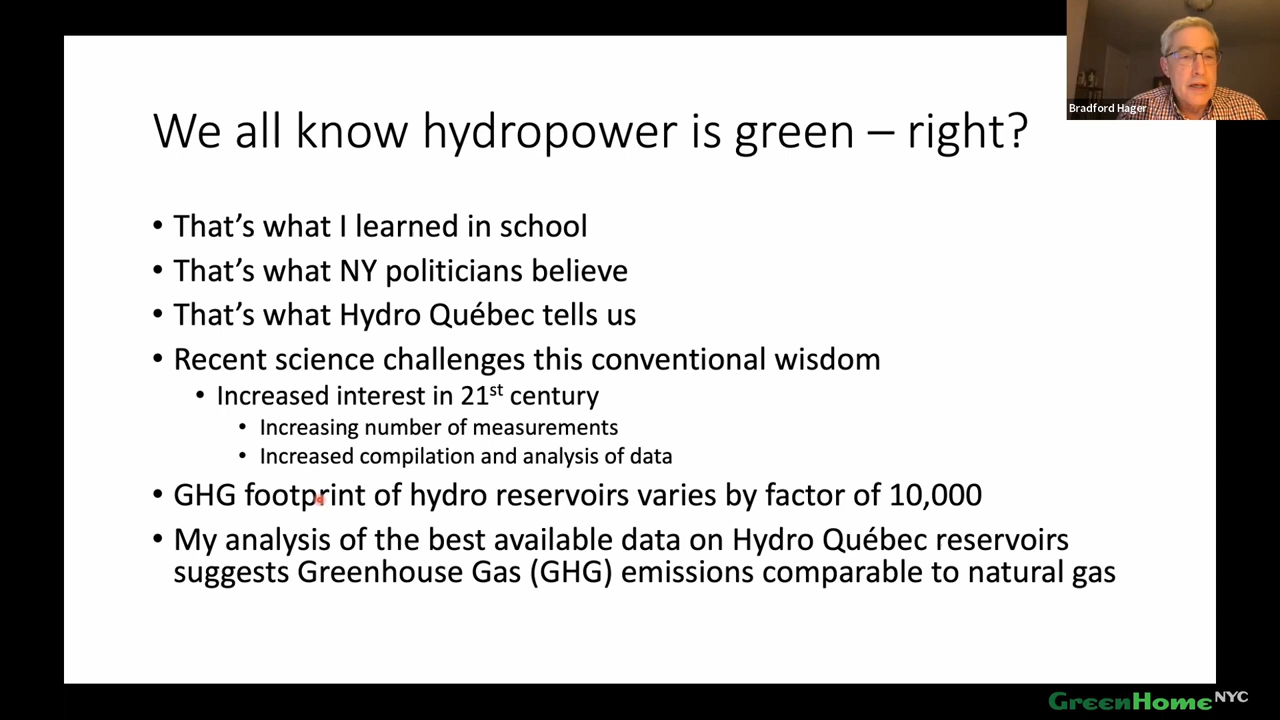 Bradford Hager
We all know hydropower is green – right?
• That's what I learned in school
• That's what NY politicians believe
• That's what Hydro Québec tells us
• Recent science challenges this conventional wisdom
• Increased interest in 21st century
• Increasing number of measurements
• Increased compilation and analysis of data
• GHG footprint of hydro reservoirs varies by factor of 10,000
• My analysis of the best available data on Hydro Québec reservoirs
suggests Greenhouse Gas (GHG) emissions comparable to natural gas
GreenHomeNYC